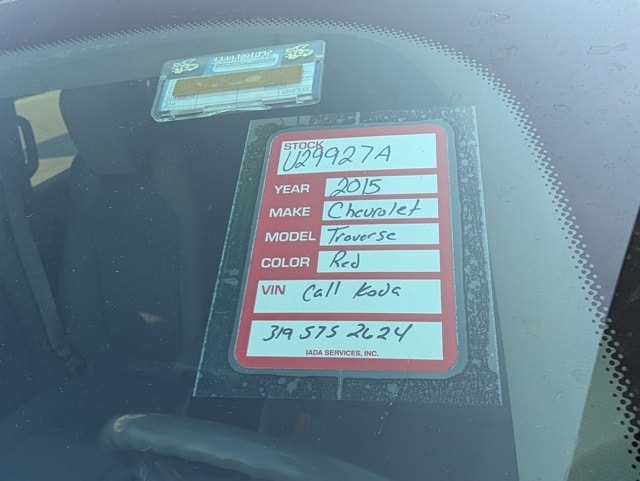 STOCK
U29927A
YEAR 2015
MAKE Chevrolet
MODEL Traverse
COLOR Red
VIN Call Koda
319 575 2624
IADA SERVICES, INC.